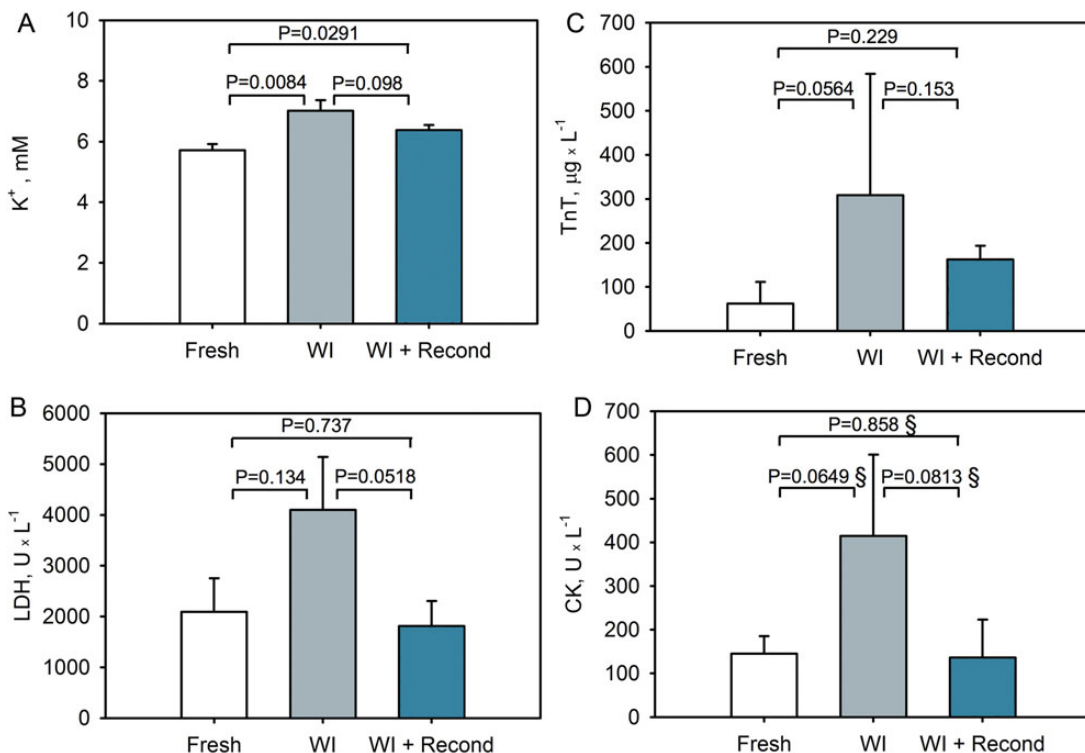 A
10
8
6
4
2
0
K⁺ , mM
P=0.0291
P=0.0084
P=0.098
Fresh
WI
WI + Recond
C
700
600
500
400
300
200
100
0
TnT, µg x L⁻¹
P=0.229
P=0.0564
P=0.153
Fresh
WI
WI + Recond
B
6000
5000
4000
3000
2000
1000
0
LDH, U x L⁻¹
P=0.737
P=0.134
P=0.0518
Fresh
WI
WI + Recond
D
700
600
500
400
300
200
100
0
CK, U x L⁻¹
P=0.858 §
P=0.0649 §
P=0.0813 §
Fresh
WI
WI + Recond